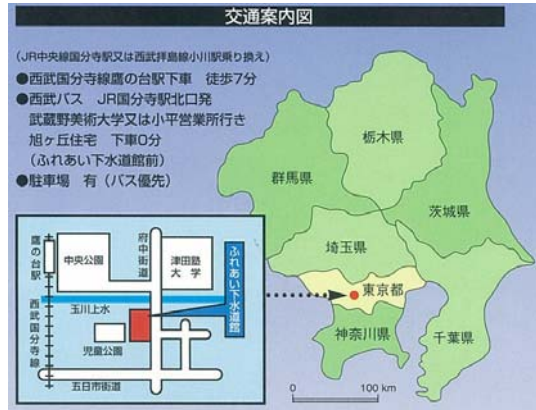 交通案内図
（JR中央線国分寺駅又は西武拝島線小川駅乗り換え）
●西武国分寺線鷹の台駅下車　徒歩7分
●西武バス　JR国分寺駅北口発
武蔵野美術大学又は小平営業所行き
旭ヶ丘住宅　下車0分
（ふれあい下水道館前）
●駐車場　有（バス優先）
栃木県
群馬県
茨城県
埼玉県
東京都
神奈川県
千葉県
0
100 km
鷹の台駅
西武国分寺線
中央公園
府中街道
津田塾
大学
ふれあい下水道館
玉川上水
児童公園
五日市街道